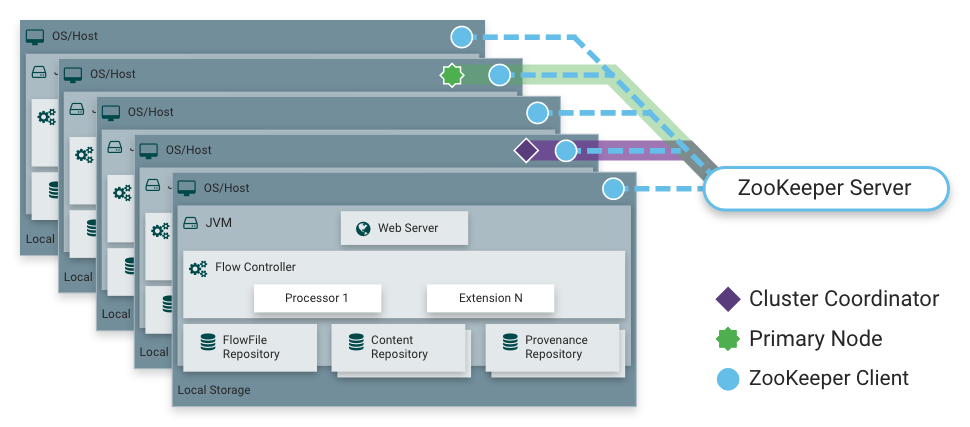 OS/Host
OS/Host
OS/Host
OS/Host
OS/Host
JVM
Web Server
Flow Controller
Processor 1
Extension N
FlowFile
Repository
Content
Repository
Provenance
Repository
Local Storage
Local
Local
Local
Local
ZooKeeper Server
Cluster Coordinator
Primary Node
ZooKeeper Client